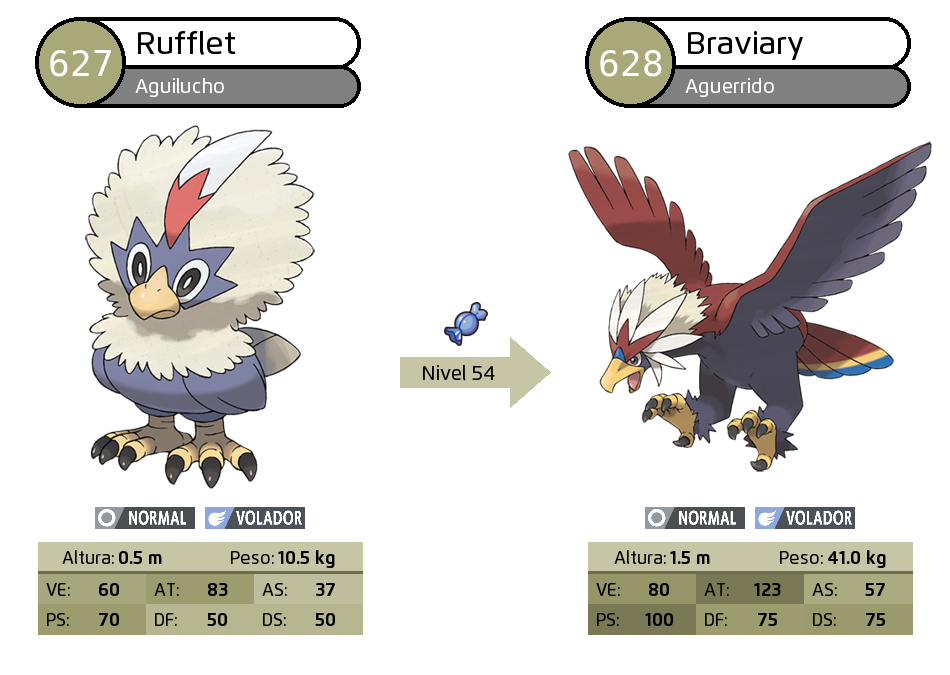 627
Rufflet
Aguilucho
628
Braviary
Aguerrido
Nivel 54
NORMAL VOLADOR
Altura: 0.5 m Peso: 10.5 kg
VE: 60 AT: 83 AS: 37
PS: 70 DF: 50 DS: 50
NORMAL VOLADOR
Altura: 1.5 m Peso: 41.0 kg
VE: 80 AT: 123 AS: 57
PS: 100 DF: 75 DS: 75